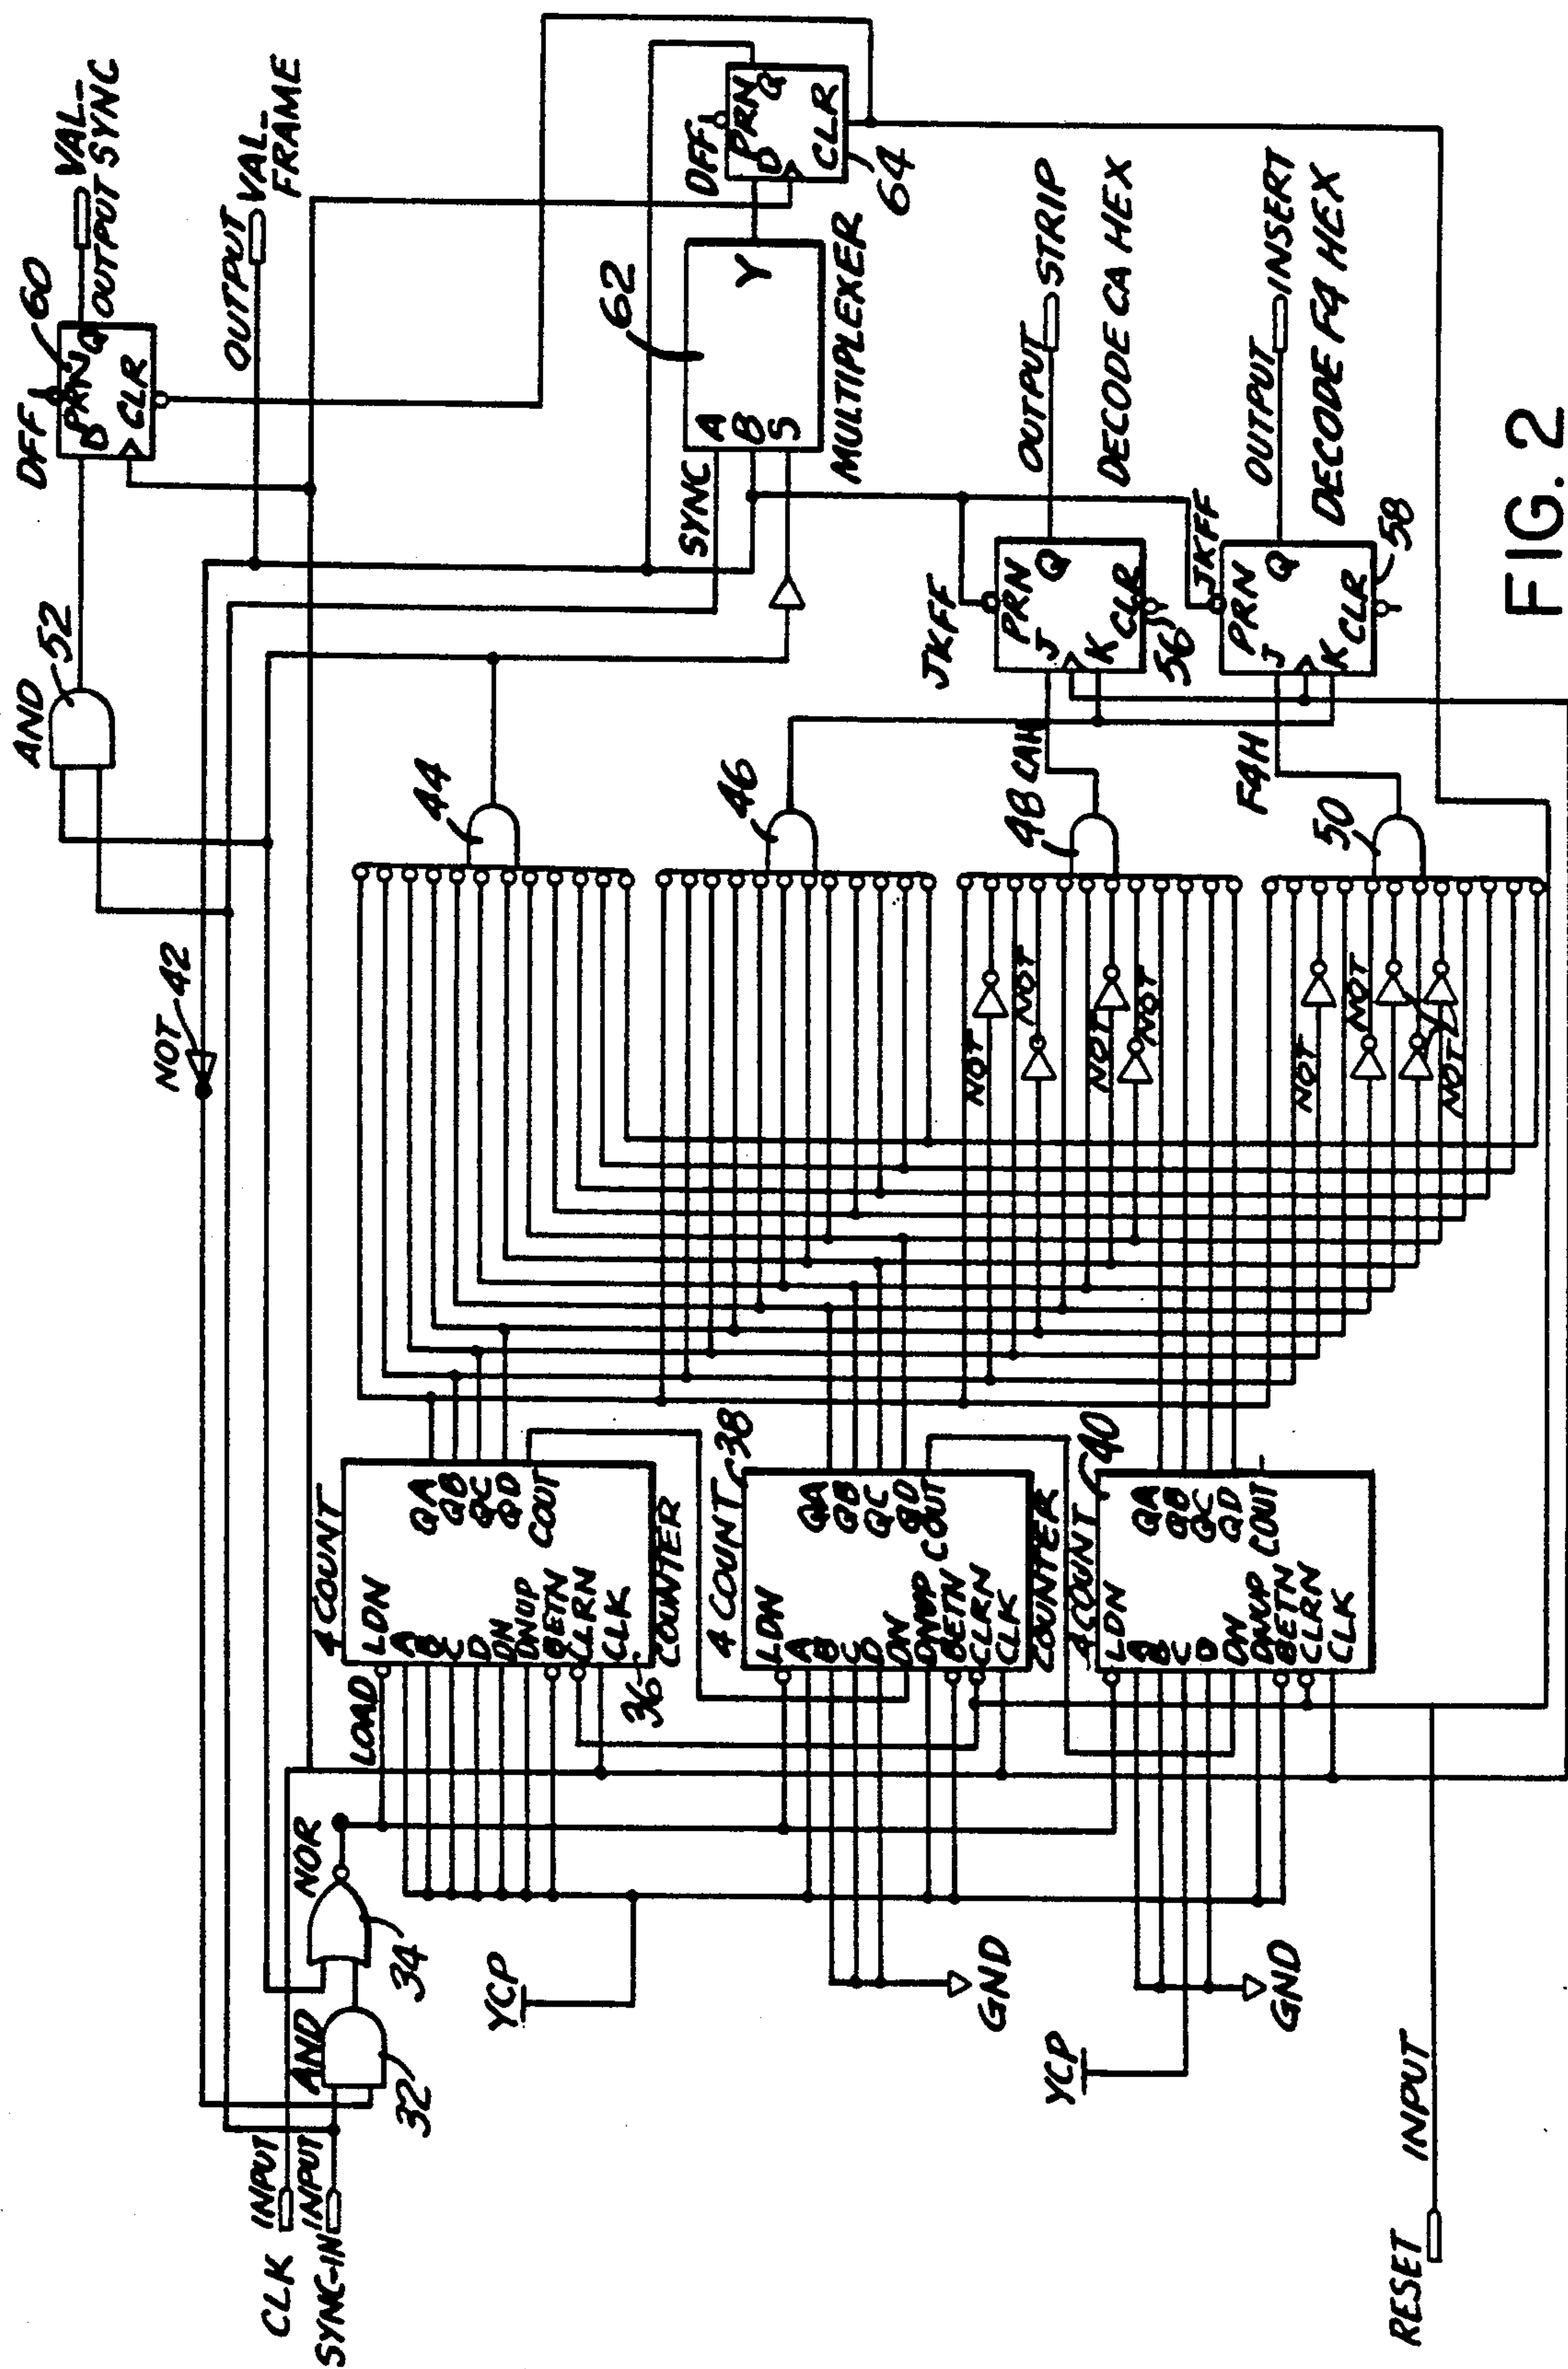 DFF
60
PRN
D
Q
CLR
VAL-
OUTPUT SYNC
OUTPUT
VAL-
FRAME
AND
52
NOT
42
DFF
PRN
D
Q
CLR
64
62
SYNC
A
B
S
Y
MULTIPLEXER
44
46
48
CAH
50
F4H
JKFF
PRN
J
Q
K
CLR
56
OUTPUT
STRIP
DECODE CA HEX
JKFF
PRN
J
Q
K
CLR
58
OUTPUT
INSERT
DECODE F4 HEX
NOT
NOT
NOT
NOT
NOT
NOT
NOT
CLK
INPUT
SYNC-IN
INPUT
AND
32
NOR
34
LOAD
4 COUNT
LDN
A
B
C
D
DN
DNUP
BETN
CLRN
CLK
QA
QB
QC
QD
COUT
36
COUNTER
4 COUNT
38
LDN
A
B
C
D
DN
DNUP
BETN
CLRN
CLK
QA
QB
QC
QD
COUT
COUNTER
4 COUNT
40
LDN
A
B
C
D
DN
DNUP
BETN
CLRN
CLK
QA
QB
QC
QD
COUT
YCP
GND
YCP
GND
RESET
INPUT
FIG. 2